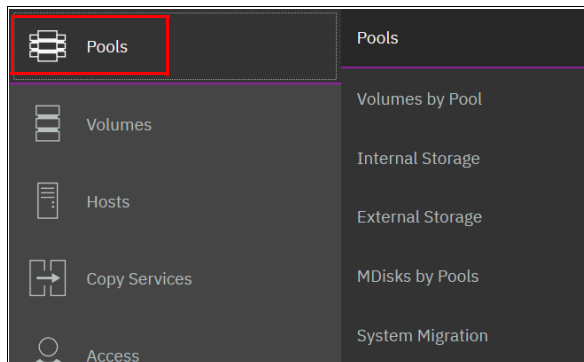 Pools
Volumes
Hosts
Copy Services
Access
Pools
Volumes by Pool
Internal Storage
External Storage
MDisks by Pools
System Migration